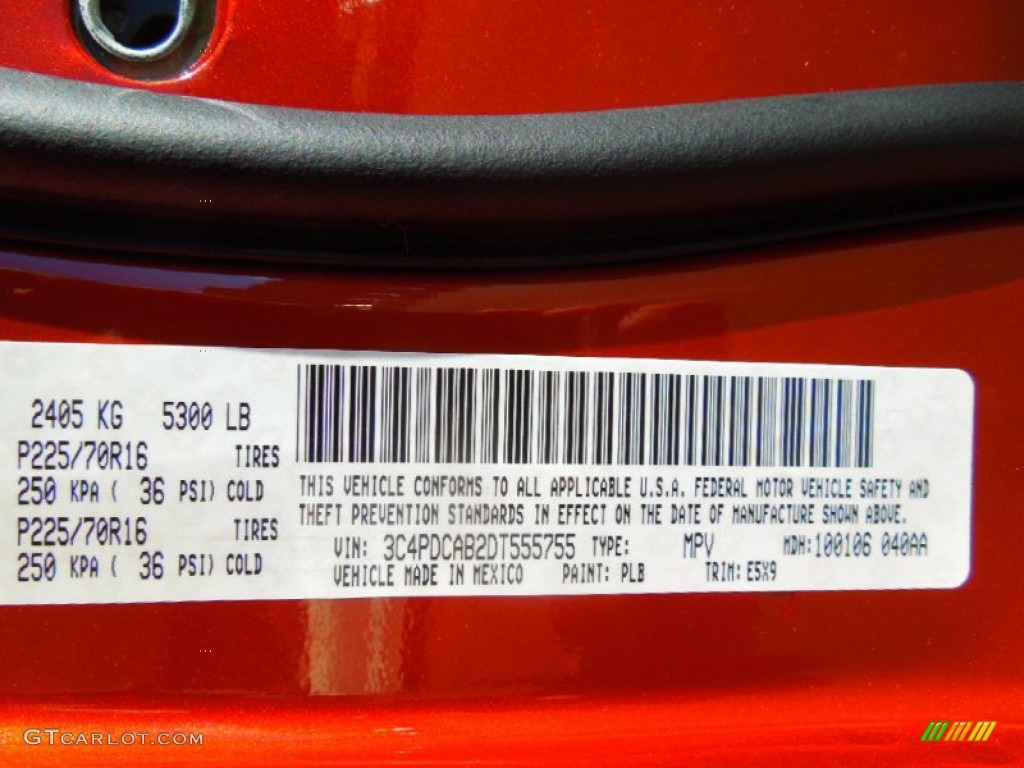 2405 KG 5300 LB
P225/70R16 TIRES
250 KPA ( 36 PSI) COLD
P225/70R16 TIRES
250 KPA ( 36 PSI) COLD
THIS VEHICLE CONFORMS TO ALL APPLICABLE U.S.A. FEDERAL MOTOR VEHICLE SAFETY AND
THEFT PREVENTION STANDARDS IN EFFECT ON THE DATE OF MANUFACTURE SHOWN ABOVE.
VIN: 3C4PDCAB2DT555755 TYPE: MPV MDH:100106 040AA
VEHICLE MADE IN MEXICO PAINT: PLB TRIM: E5X9
GTCARLOT.COM